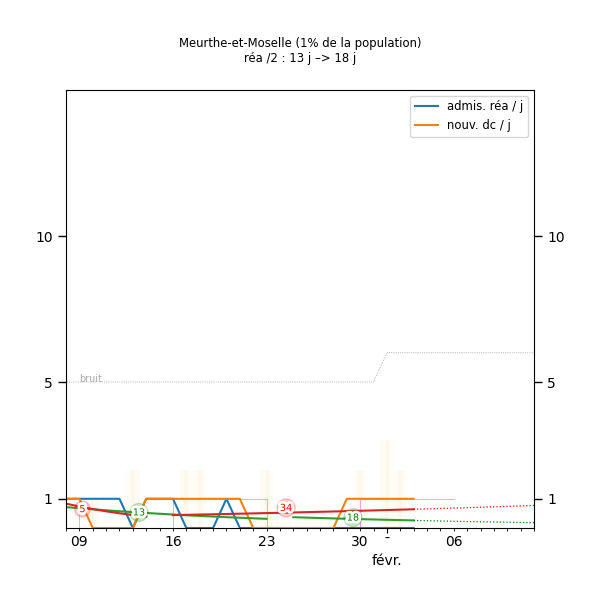 Meurthe-et-Moselle (1% de la population)
réa /2 : 13 j –> 18 j
admis. réa / j
nouv. dc / j
10
10
bruit
5
5
1
1
5
13
34
18
09
16
23
30
-
06
févr.